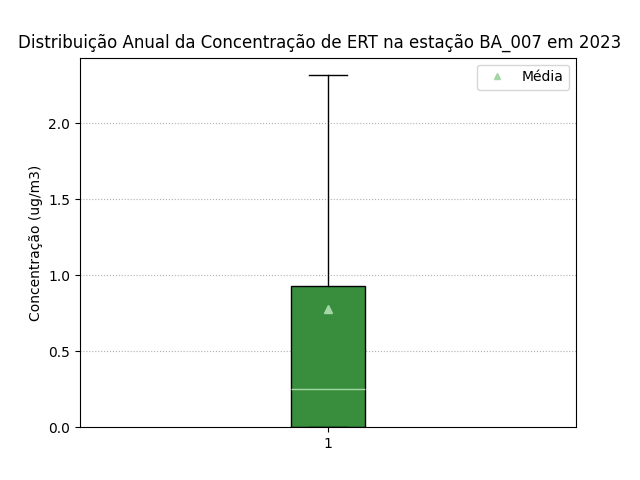 Distribuição Anual da Concentração de ERT na estação BA_007 em 2023
Média
Concentração (ug/m3)
2.0
1.5
1.0
0.5
0.0
1